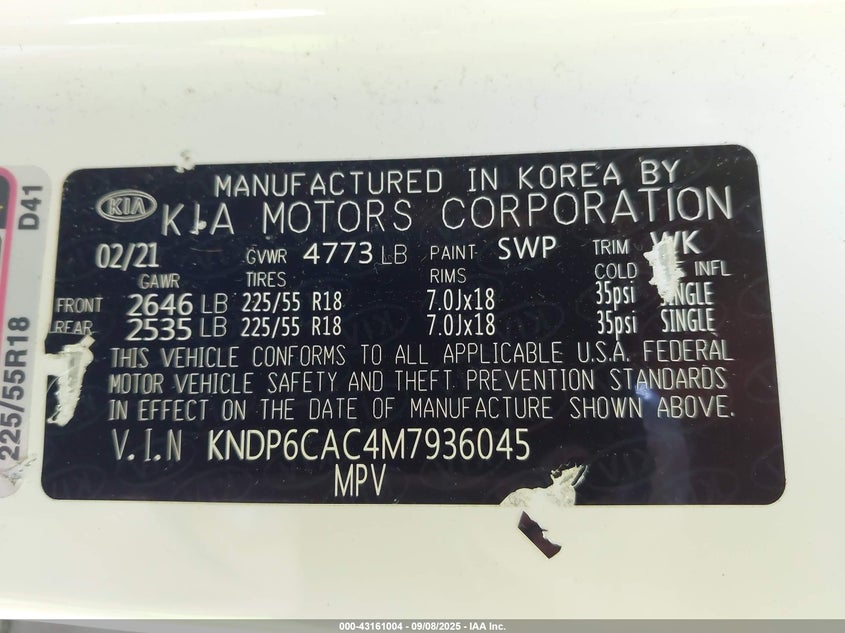 MANUFACTURED IN KOREA BY
KIA KIA MOTORS CORPORATION
02/21 GVWR 4773 LB PAINT SWP TRIM WK
GAWR TIRES RIMS COLD INFL
FRONT 2646 LB 225/55 R18 7.0Jx18 35psi SINGLE
REAR 2535 LB 225/55 R18 7.0Jx18 35psi SINGLE
THIS VEHICLE CONFORMS TO ALL APPLICABLE U.S.A. FEDERAL
MOTOR VEHICLE SAFETY AND THEFT PREVENTION STANDARDS
IN EFFECT ON THE DATE OF MANUFACTURE SHOWN ABOVE.
V.I.N KNDP6CAC4M7936045
MPV
225/55R18 D41
000-43161004 - 09/08/2025 - IAA Inc.